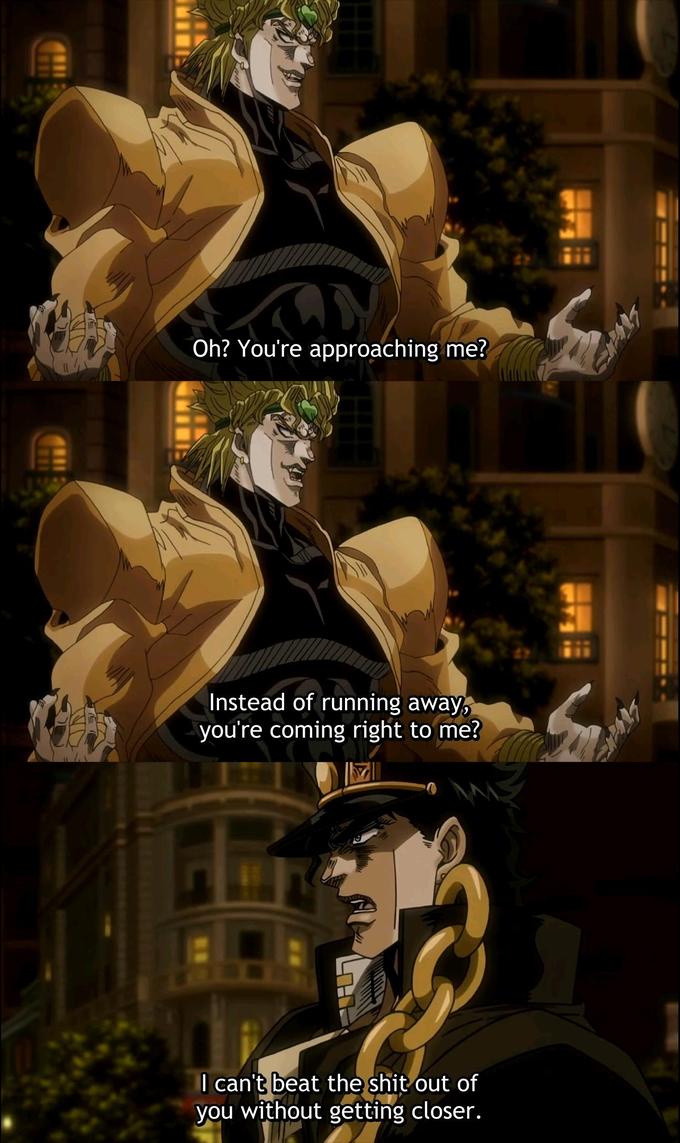 Oh? You're approaching me?
Instead of running away,
you're coming right to me?
I can't beat the shit out of
you without getting closer.